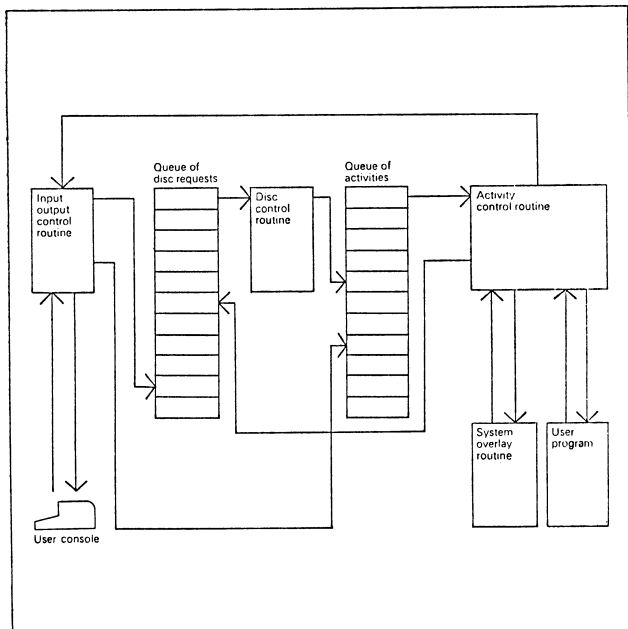 Queue of
disc requests
Queue of
activities
Input
output
control
routine
Disc
control
routine
Activity
control routine
System
overlay
routine
User
program
User console